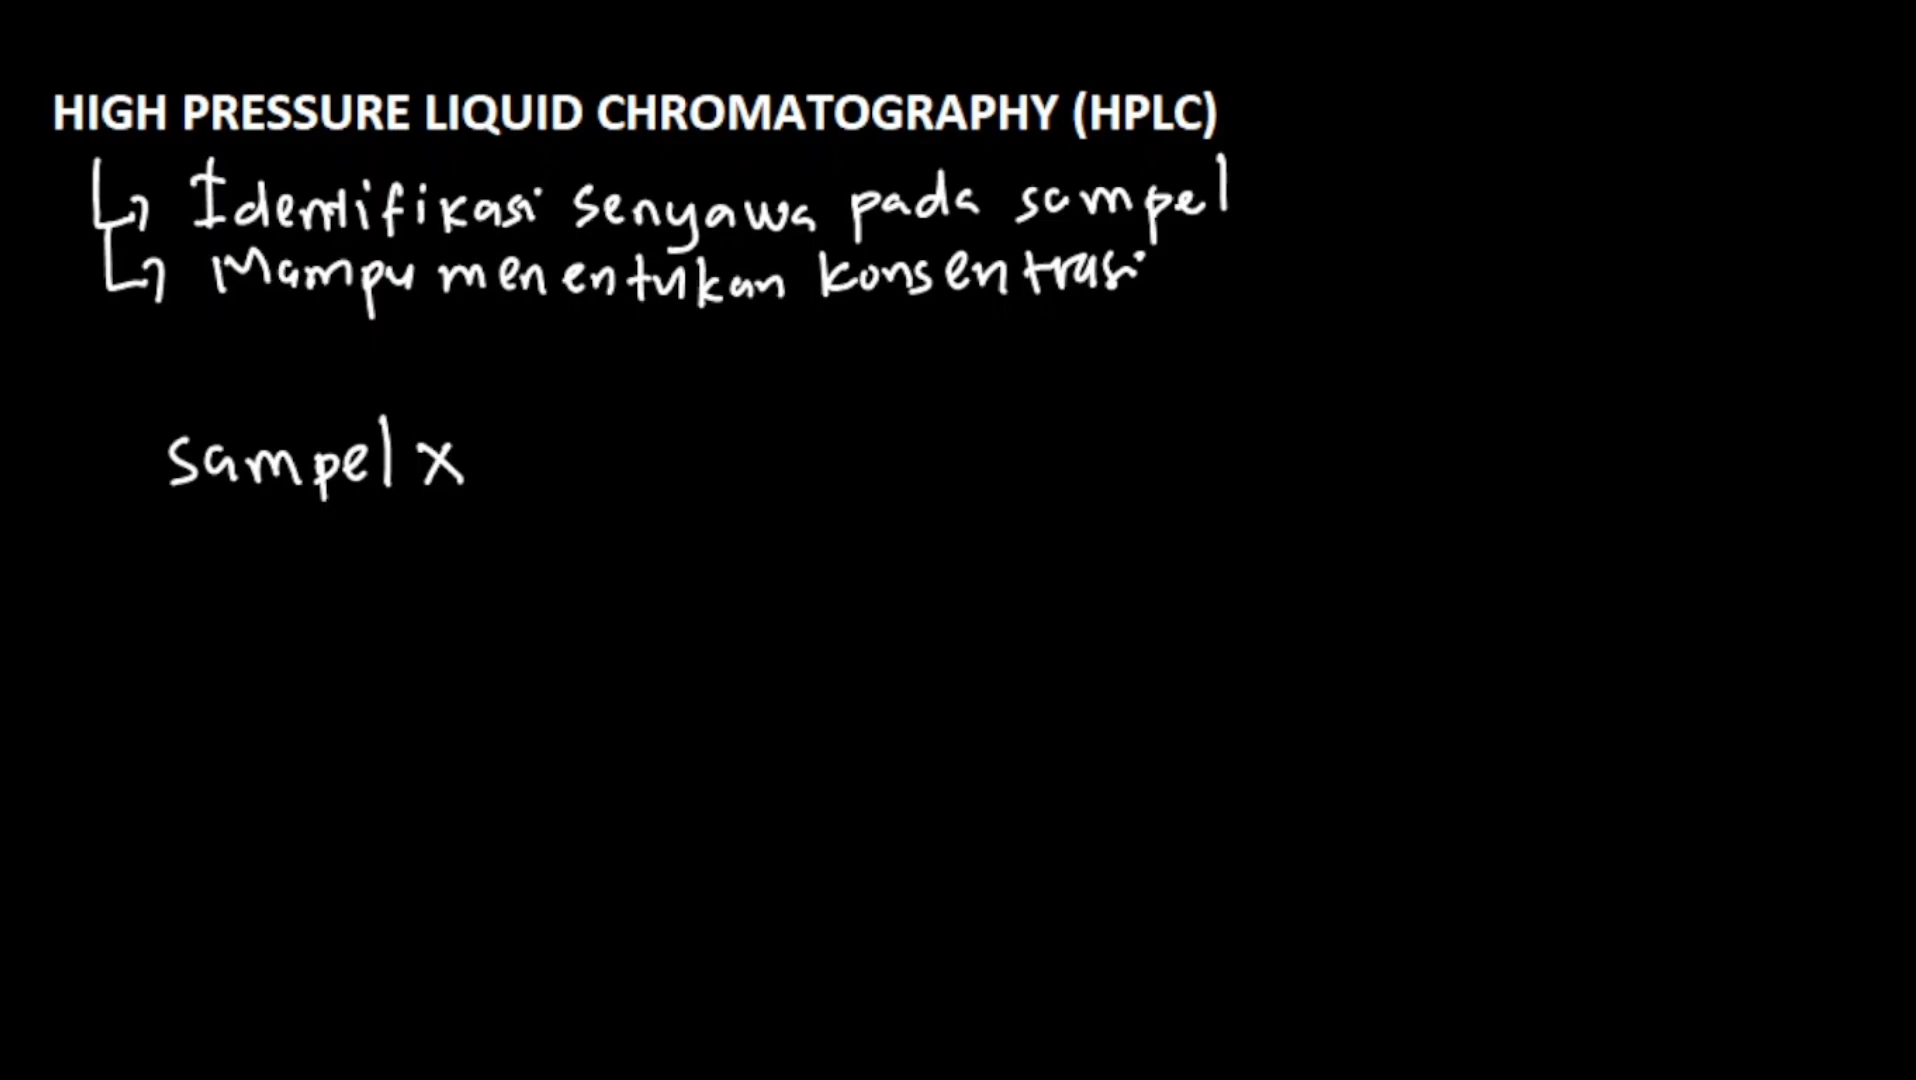 HIGH PRESSURE LIQUID CHROMATOGRAPHY (HPLC)
Identifikasi senyawa pada sampel
Mampu menentukan konsentrasi
sampel x